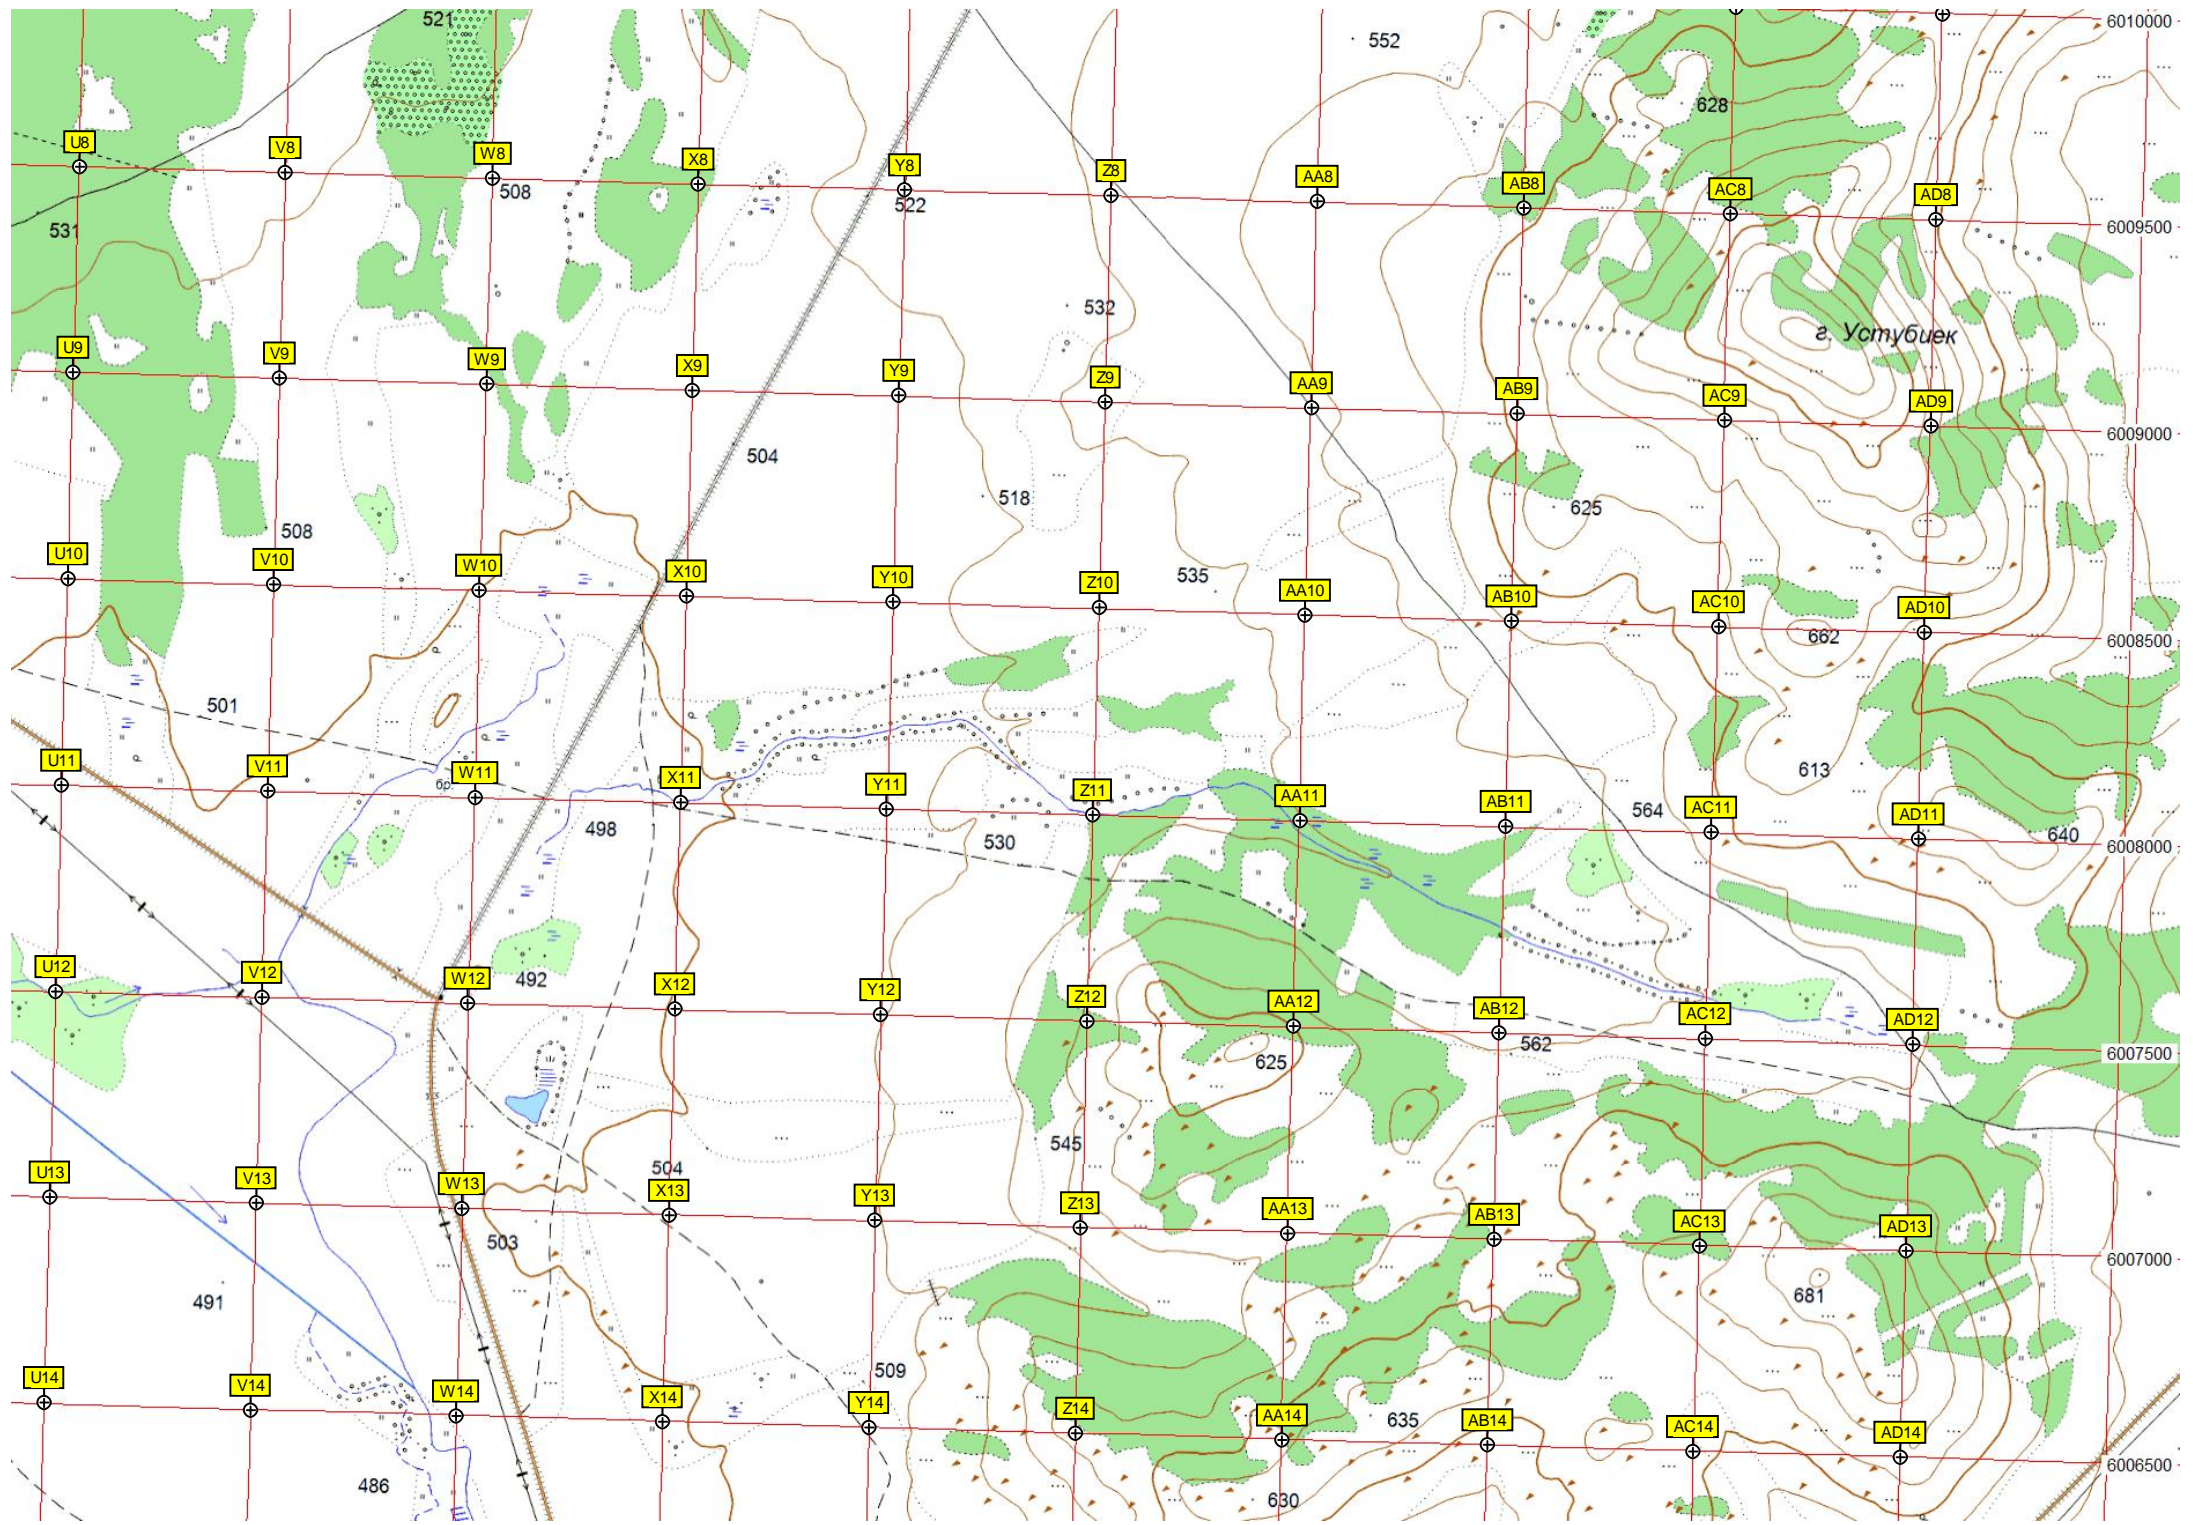 521
552
6010000
628
U8
V8
W8
X8
Y8
Z8
AA8
AB8
AC8
AD8
508
522
531
6009500
532
г. Устубиек
U9
V9
W9
X9
Y9
Z9
AA9
AB9
AC9
AD9
6009000
504
518
625
508
U10
V10
W10
X10
Y10
Z10
535
AA10
AB10
AC10
AD10
662
6008500
501
613
U11
V11
W11
бр.
X11
Y11
Z11
AA11
AB11
564
AC11
AD11
498
530
640
6008000
U12
V12
W12
492
X12
Y12
Z12
AA12
AB12
AC12
AD12
562
625
6007500
545
504
U13
V13
W13
X13
Y13
Z13
AA13
AB13
AC13
AD13
503
6007000
491
681
509
U14
V14
W14
X14
Y14
Z14
AA14
635
AB14
AC14
AD14
6006500
486
630